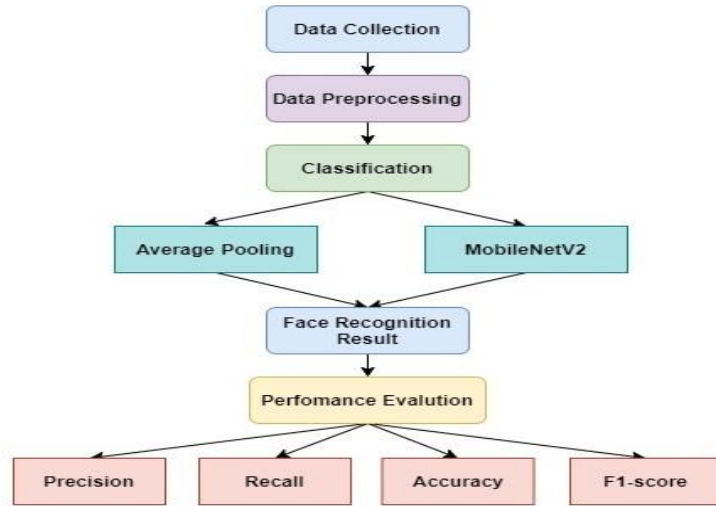 Data Collection
Data Preprocessing
Classification
Average Pooling
MobileNetV2
Face Recognition
Result
Perfomance Evalution
Precision
Recall
Accuracy
F1-score